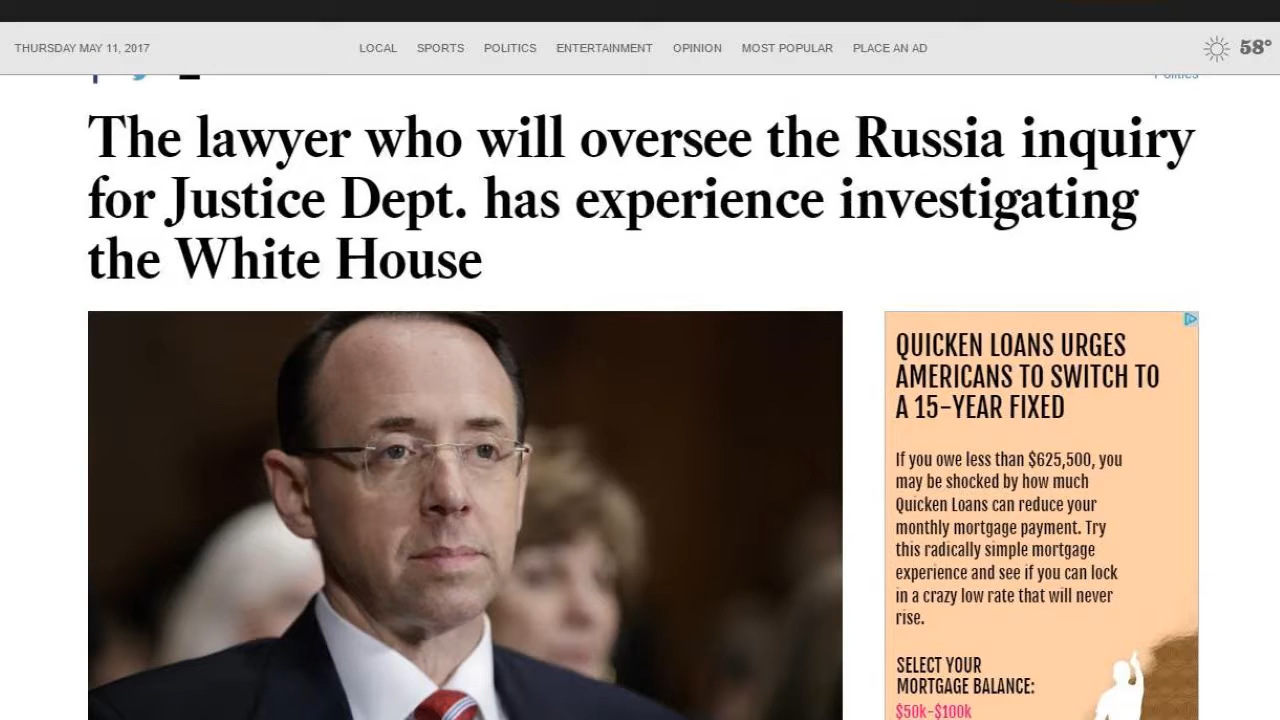 THURSDAY MAY 11, 2017
LOCAL SPORTS POLITICS ENTERTAINMENT OPINION MOST POPULAR PLACE AN AD
58°
Politics
The lawyer who will oversee the Russia inquiry
for Justice Dept. has experience investigating
the White House
QUICKEN LOANS URGES
AMERICANS TO SWITCH TO
A 15-YEAR FIXED
If you owe less than $625,500, you
may be shocked by how much
Quicken Loans can reduce your
monthly mortgage payment. Try
this radically simple mortgage
experience and see if you can lock
in a crazy low rate that will never
rise.
SELECT YOUR
MORTGAGE BALANCE:
$50k-$100k